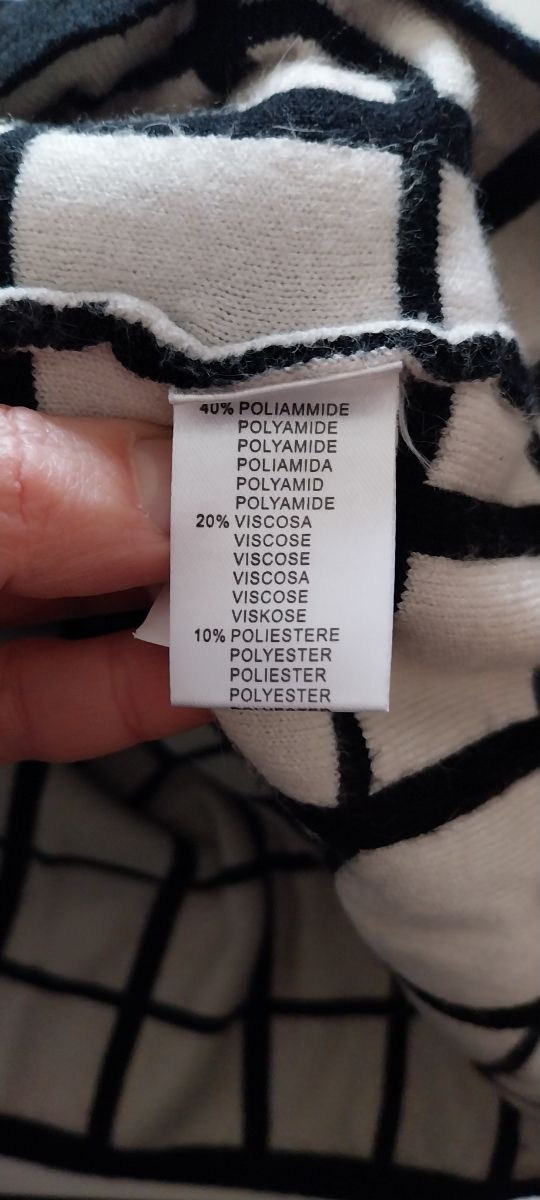 40% POLIAMMIDE
POLYAMIDE
POLYAMIDE
POLIAMIDA
POLYAMID
POLYAMIDE
20% VISCOSA
VISCOSE
VISCOSE
VISCOSA
VISCOSE
VISKOSE
10% POLIESTERE
POLYESTER
POLIESTER
POLYESTER